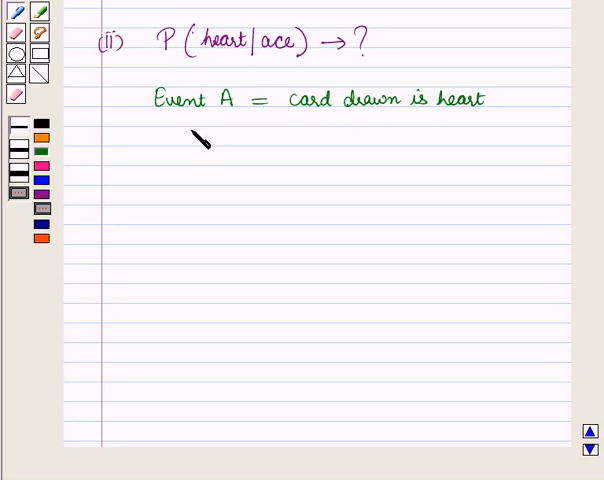 (ii) P(heart/ace) → ?
Event A = card drawn is heart